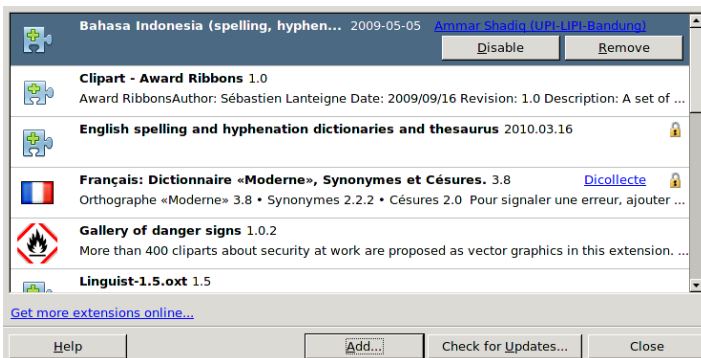 Bahasa Indonesia (spelling, hyphen... 2009-05-05 Ammar Shadiq (UPI-LIPI-Bandung)
Disable Remove
Clipart - Award Ribbons 1.0
Award RibbonsAuthor: Sébastien Lanteigne Date: 2009/09/16 Revision: 1.0 Description: A set of ...
English spelling and hyphenation dictionaries and thesaurus 2010.03.16
Français: Dictionnaire «Moderne», Synonymes et Césures. 3.8 Dicollecte
Orthographe «Moderne» 3.8 • Synonymes 2.2.2 • Césures 2.0 Pour signaler une erreur, ajouter ...
Gallery of danger signs 1.0.2
More than 400 cliparts about security at work are proposed as vector graphics in this extension. ...
Linguist-1.5.oxt 1.5
Get more extensions online...
Help Add... Check for Updates... Close